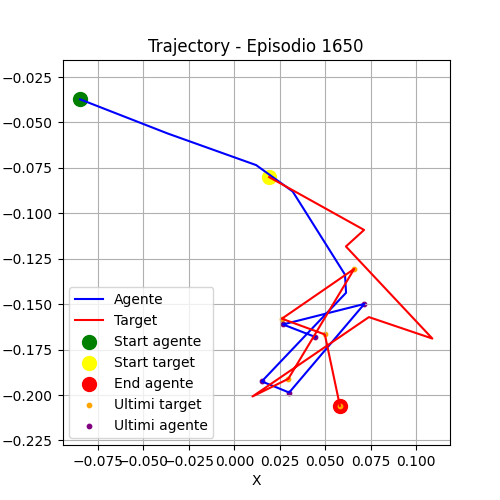 Trajectory - Episodio 1650
−0.025
−0.050
−0.075
−0.100
−0.125
−0.150
−0.175
−0.200
−0.225
Agente
Target
Start agente
Start target
End agente
Ultimi target
Ultimi agente
−0.075 −0.050 −0.025 0.000 0.025 0.050 0.075 0.100
X